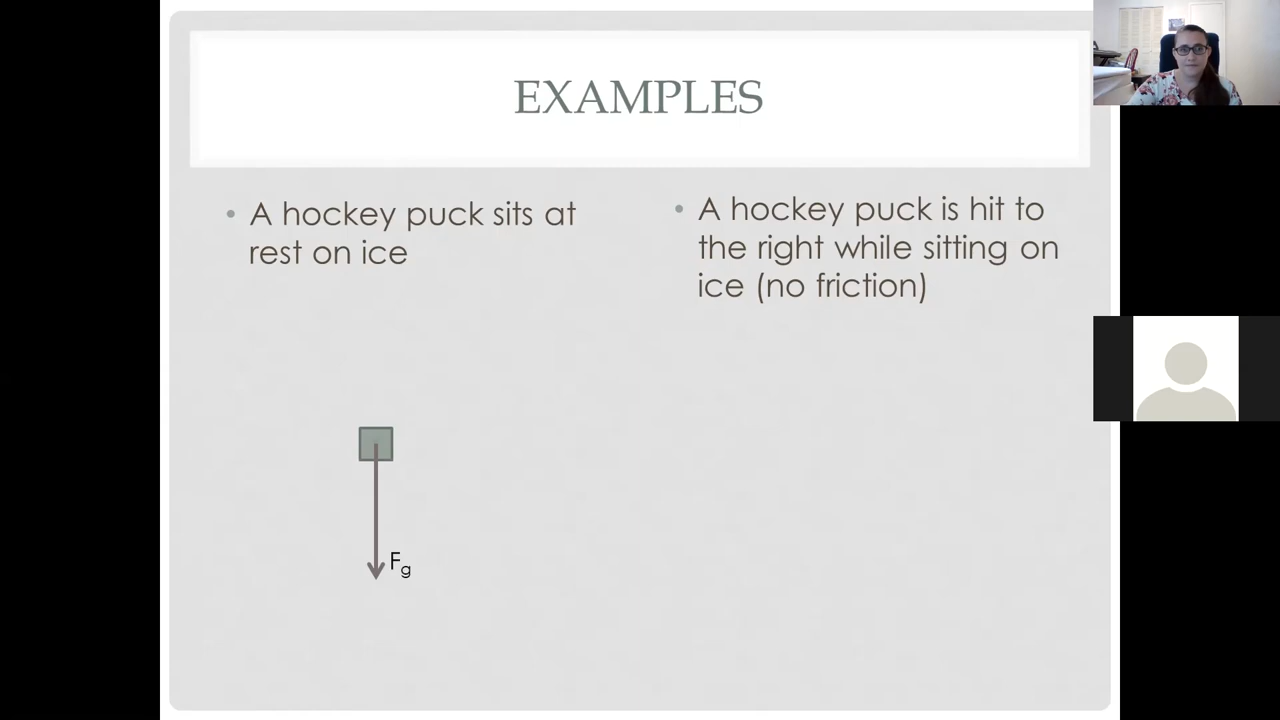 EXAMPLES
• A hockey puck sits at
rest on ice
• A hockey puck is hit to
the right while sitting on
ice (no friction)
Fg